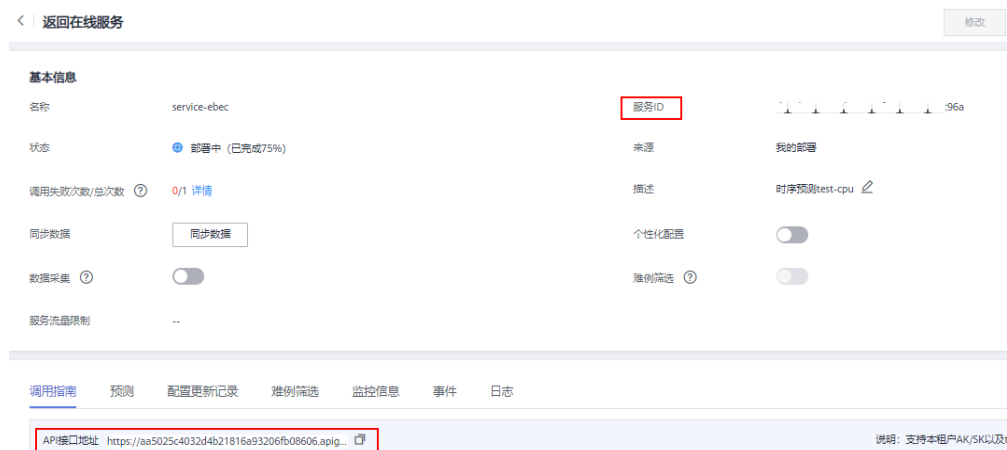 返回在线服务
修改
基本信息
名称 service-ebec 服务ID c96a
状态 部署中（已完成75%） 来源 我的部署
调用失败次数/总次数 ? 0/1 详情 描述 时序预测test-cpu
同步数据 同步数据 个性化配置
数据采集 ? 难例筛选 ?
服务流量限制 --
调用指南 预测 配置更新记录 难例筛选 监控信息 事件 日志
API接口地址 https://aa5025c4032d4b21816a93206fb08606.apig... 说明：支持本租户AK/SK以及